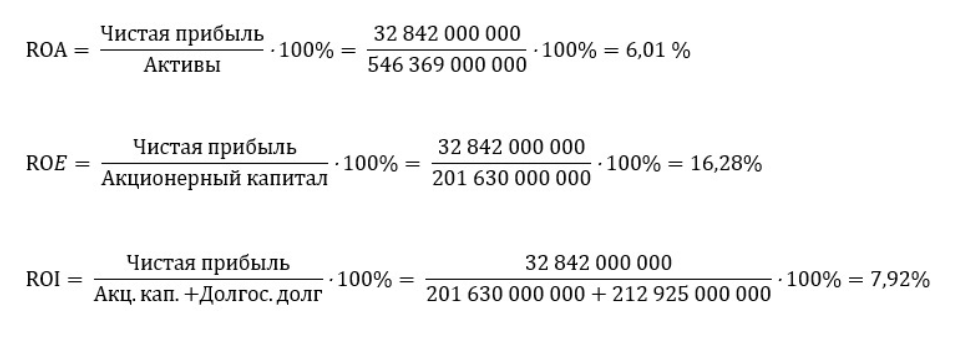 ROA = Чистая прибыль / Активы · 100% = 32 842 000 000 / 546 369 000 000 · 100% = 6,01 %
ROE = Чистая прибыль / Акционерный капитал · 100% = 32 842 000 000 / 201 630 000 000 · 100% = 16,28%
ROI = Чистая прибыль / Акц. кап. +Долгос. долг · 100% = 32 842 000 000 / 201 630 000 000 + 212 925 000 000 · 100% = 7,92%